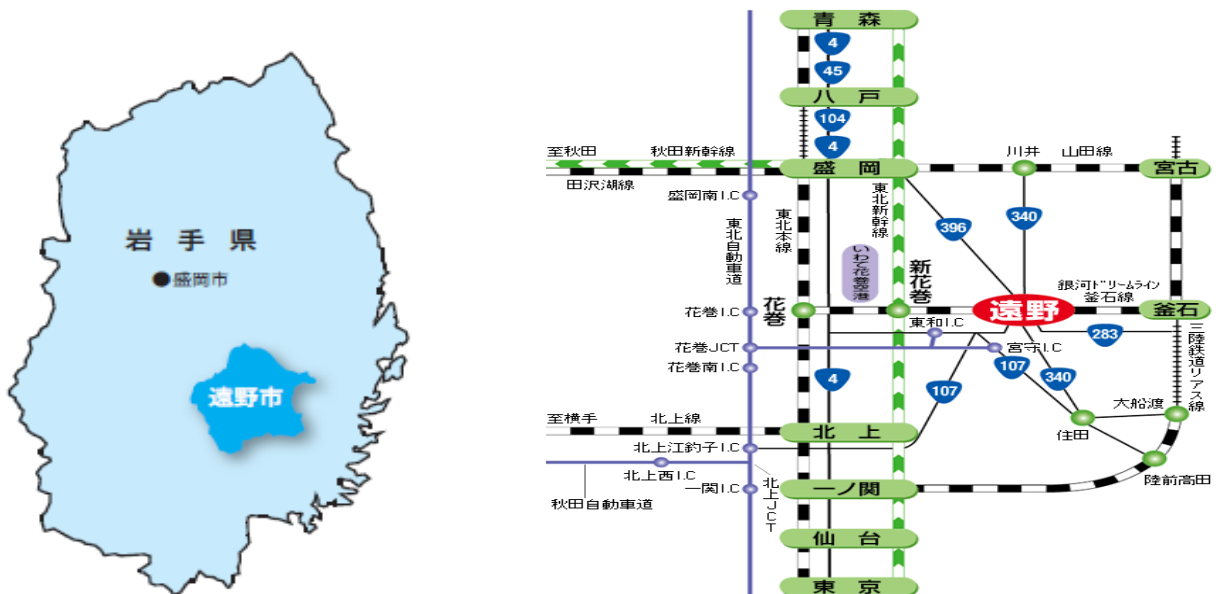 岩手県
●盛岡市
遠野市
青森
4
45
八戸
104
4
至秋田
秋田新幹線
田沢湖線
盛岡
川井
山田線
宮古
盛岡南I.C
東北自動車道
東北本線
東北新幹線
396
340
いわて花巻空港
新花巻
花巻
花巻I.C
遠野
銀河ドリームライン
釜石線
釜石
東和I.C
283
三陸鉄道リアス線
花巻JCT
宮守I.C
花巻南I.C
4
107
107
340
大船渡
住田
至横手
北上線
北上
北上江釣子I.C
北上西I.C
秋田自動車道
北上JCT
一関I.C
一ノ関
陸前高田
仙台
東京